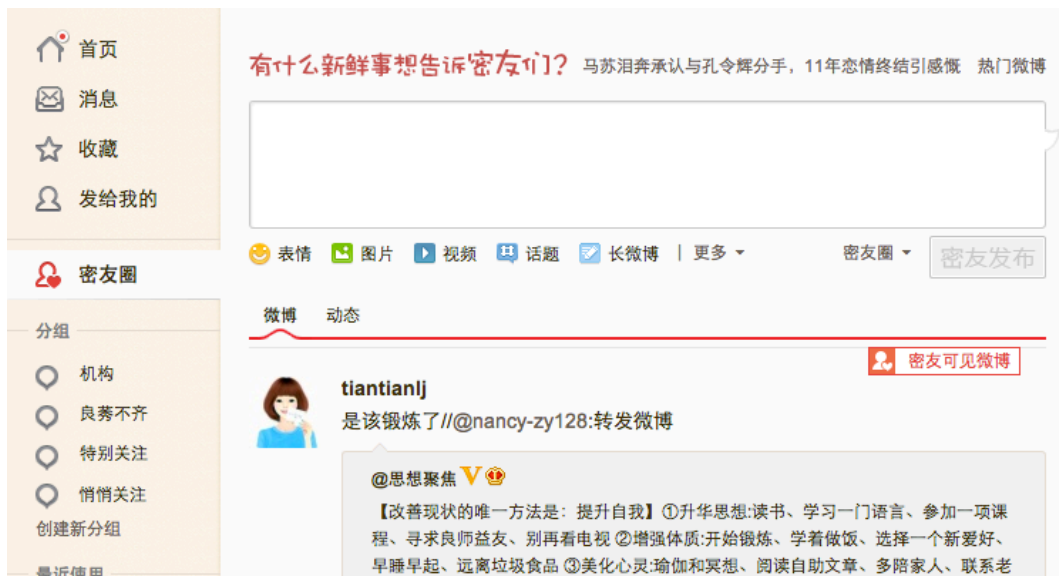 首页
消息
收藏
发给我的
密友圈
分组
机构
良莠不齐
特别关注
悄悄关注
创建新分组
最近使用
有什么新鲜事想告诉密友们?
马苏泪奔承认与孔令辉分手，11年恋情终结引感慨 热门微博
表情 图片 视频 话题 长微博 | 更多 密友圈 密友发布
微博 动态
密友可见微博
tiantianlj
是该锻炼了//@nancy-zy128:转发微博
@思想聚焦
【改善现状的唯一方法是：提升自我】①升华思想:读书、学习一门语言、参加一项课
程、寻求良师益友、别再看电视 ②增强体质:开始锻炼、学着做饭、选择一个新爱好、
早睡早起、远离垃圾食品 ③美化心灵:瑜伽和冥想、阅读自助文章、多陪家人、联系老